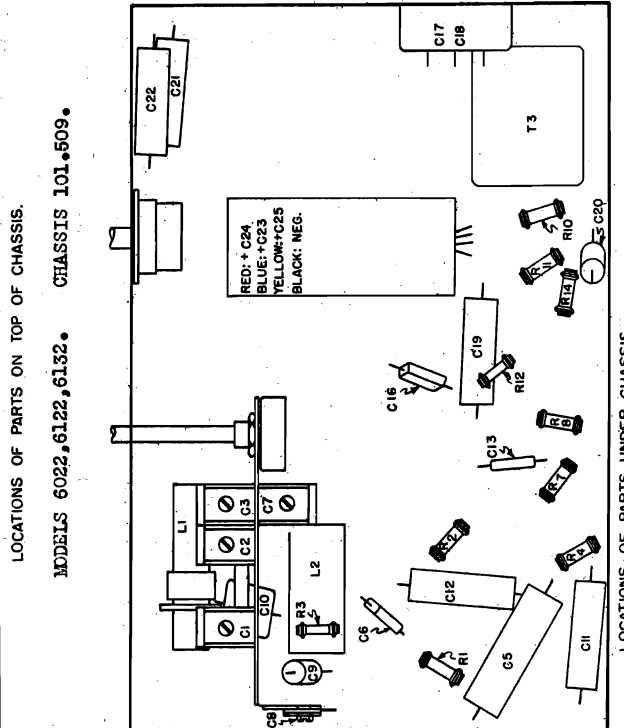 LOCATIONS OF PARTS ON TOP OF CHASSIS.
MODELS 6022,6122,6132. CHASSIS 101.509.
C17
C18
C22
C21
T3
RED: + C24
BLUE: +C23
YELLOW:+C25
BLACK: NEG.
R10
C20
R11
R14
C19
R12
C16
C13
R8
R7
L1
C3
C7
C2
C1
C10
L2
R3
R2
C12
R4
C6
C9
R1
C5
C11
C8
LOCATIONS OF PARTS UNDER CHASSIS